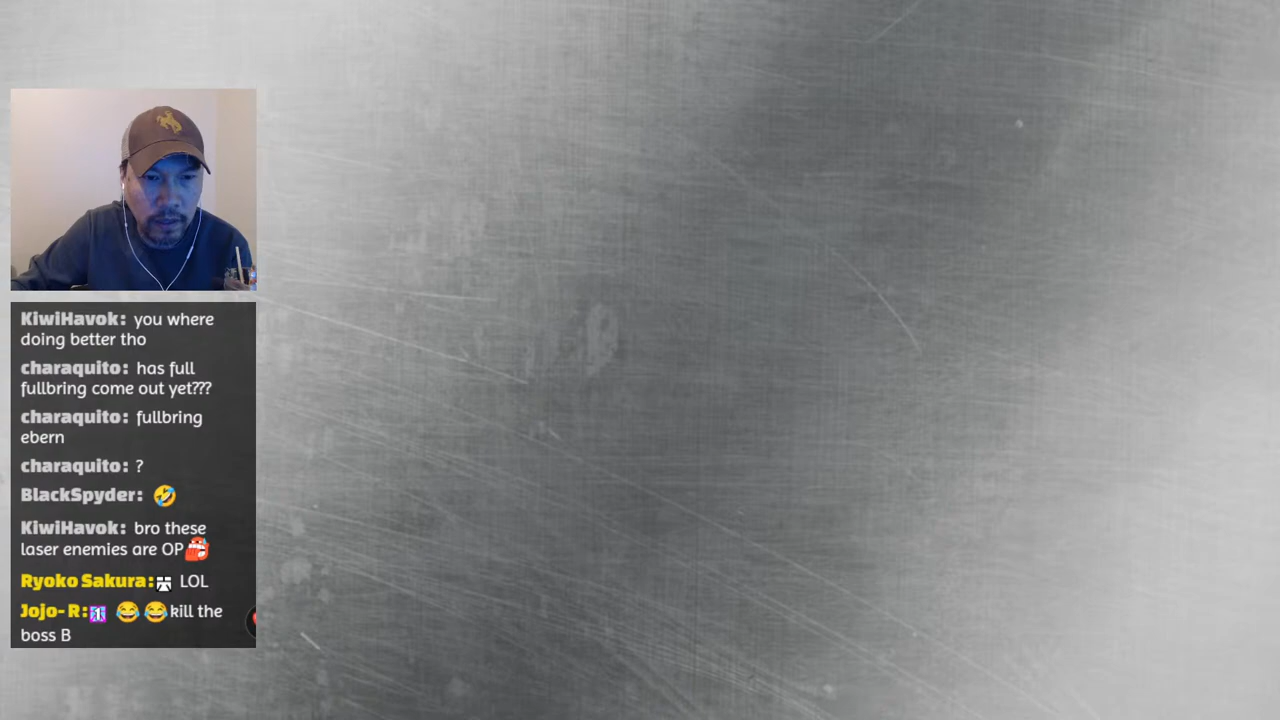 KiwiHavok: you where
doing better tho
charaquito: has full
fullbring come out yet???
charaquito: fullbring
ebern
charaquito: ?
BlackSpyder: 🤣
KiwiHavok: bro these
laser enemies are OP
Ryoko Sakura: LOL
Jojo-R: 😂😂kill the
boss B